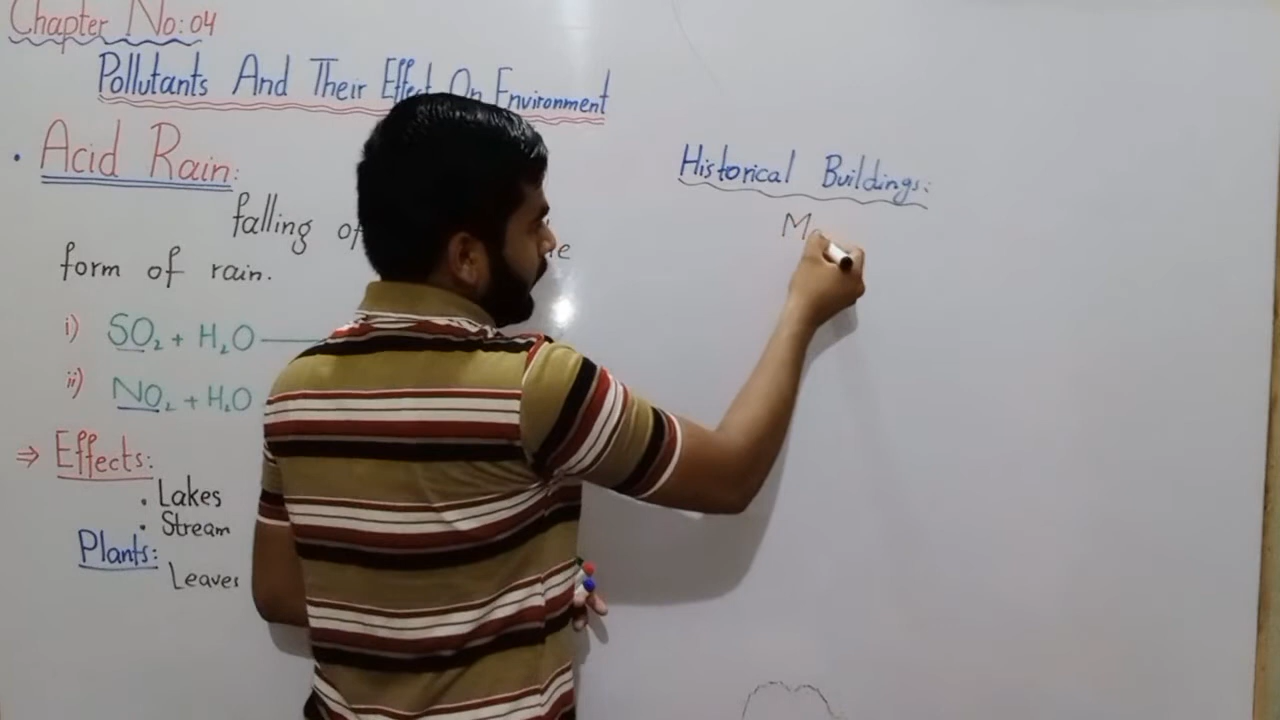 Chapter No:04
Pollutants And Their Effect On Environment
• Acid Rain:
falling of
form of rain.
i) SO₂ + H₂O
ii) NO₂ + H₂O
⇒ Effects:
• Lakes
• Stream
Plants:
Leaves
Historical Buildings:
M